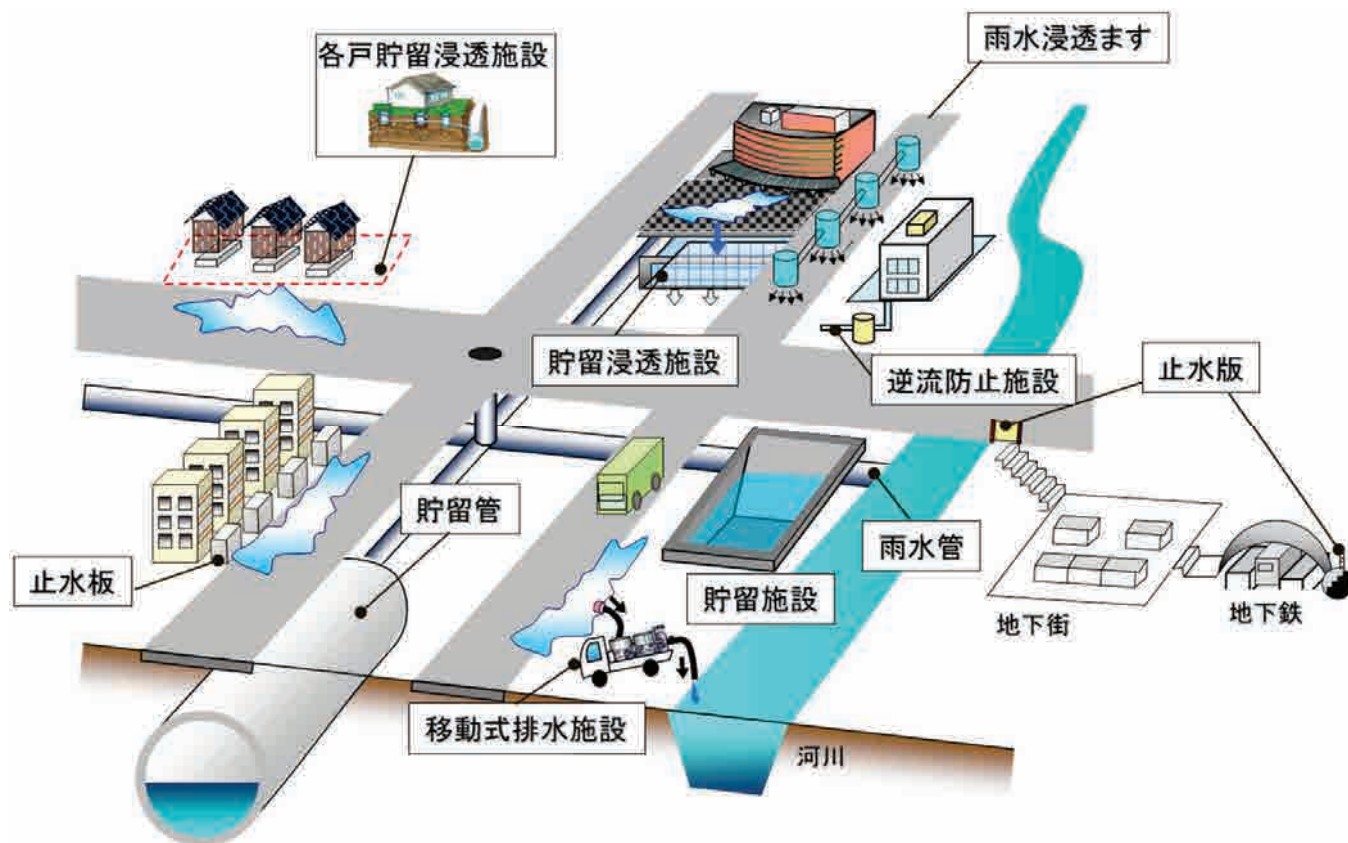 雨水浸透ます
各戸貯留浸透施設
貯留浸透施設
逆流防止施設
止水版
貯留管
雨水管
止水板
貯留施設
地下街
地下鉄
移動式排水施設
河川